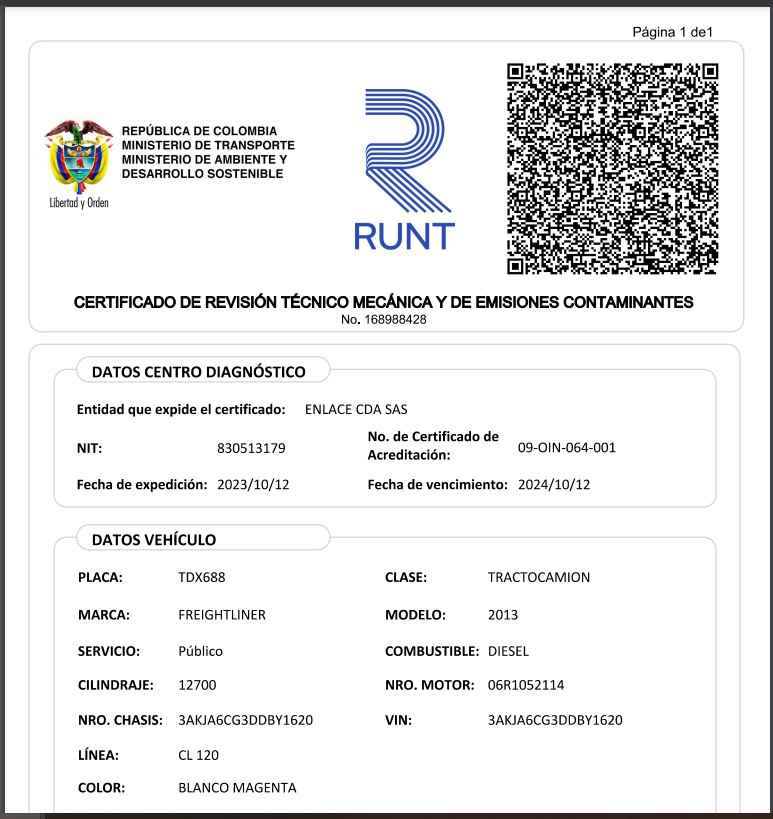 Página 1 de1
REPÚBLICA DE COLOMBIA
MINISTERIO DE TRANSPORTE
MINISTERIO DE AMBIENTE Y
DESARROLLO SOSTENIBLE
Libertad y Orden
RUNT
CERTIFICADO DE REVISIÓN TÉCNICO MECÁNICA Y DE EMISIONES CONTAMINANTES
No. 168988428
DATOS CENTRO DIAGNÓSTICO
Entidad que expide el certificado: ENLACE CDA SAS
NIT: 830513179 No. de Certificado de Acreditación: 09-OIN-064-001
Fecha de expedición: 2023/10/12 Fecha de vencimiento: 2024/10/12
DATOS VEHÍCULO
PLACA: TDX688 CLASE: TRACTOCAMION
MARCA: FREIGHTLINER MODELO: 2013
SERVICIO: Público COMBUSTIBLE: DIESEL
CILINDRAJE: 12700 NRO. MOTOR: 06R1052114
NRO. CHASIS: 3AKJA6CG3DDBY1620 VIN: 3AKJA6CG3DDBY1620
LÍNEA: CL 120
COLOR: BLANCO MAGENTA